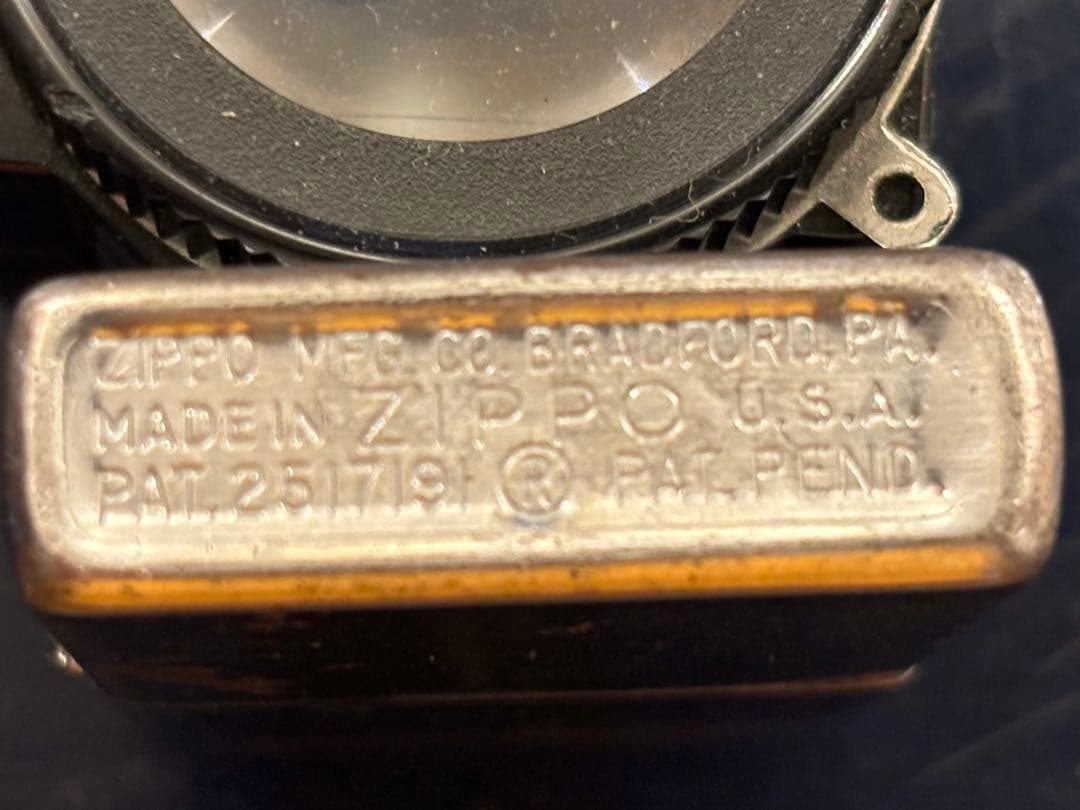 ZIPPO MFG. CO. BRADFORD, PA.
MADE IN ZIPPO U.S.A.
PAT. 2517191 ® PAT. PEND.